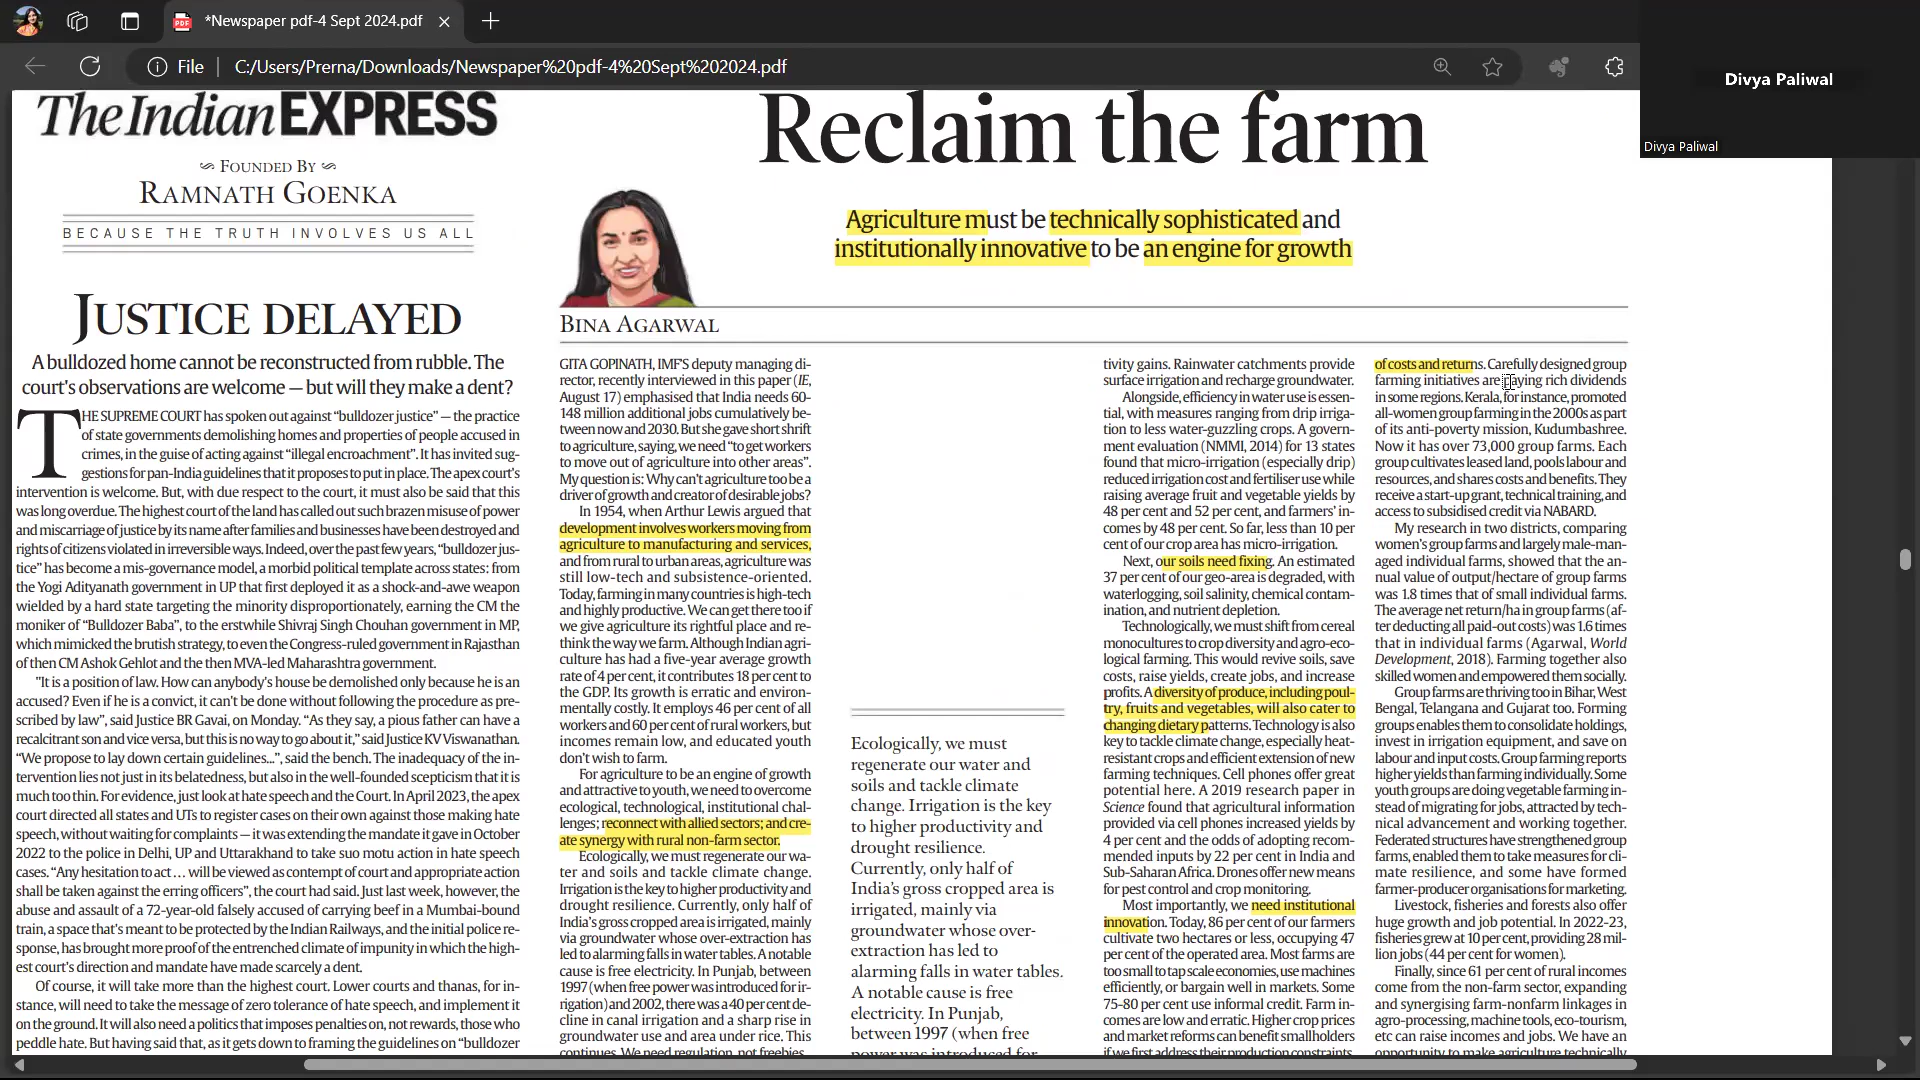 *Newspaper pdf-4 Sept 2024.pdf
File
C:/Users/Prerna/Downloads/Newspaper%20pdf-4%20Sept%202024.pdf
Divya Paliwal
Divya Paliwal
The Indian EXPRESS
FOUNDED BY
RAMNATH GOENKA
BECAUSE THE TRUTH INVOLVES US ALL
JUSTICE DELAYED
A bulldozed home cannot be reconstructed from rubble. The
court's observations are welcome — but will they make a dent?
THE SUPREME COURT has spoken out against "bulldozer justice" — the practice
of state governments demolishing homes and properties of people accused in
crimes, in the guise of acting against "illegal encroachment". It has invited sug-
gestions for pan-India guidelines that it proposes to put in place. The apex court's
intervention is welcome. But, with due respect to the court, it must also be said that this
was long overdue. The highest court of the land has called out such brazen misuse of power
and miscarriage of justice by its name after families and businesses have been destroyed and
rights of citizens violated in irreversible ways. Indeed, over the past few years, "bulldozer jus-
tice" has become a mis-governance model, a morbid political template across states: from
the Yogi Adityanath government in UP that first deployed it as a shock-and-awe weapon
wielded by a hard state targeting the minority disproportionately, earning the CM the
moniker of "Bulldozer Baba", to the erstwhile Shivraj Singh Chouhan government in MP,
which mimicked the brutish strategy, to even the Congress-ruled government in Rajasthan
of then CM Ashok Gehlot and the then MVA-led Maharashtra government.
"It is a position of law. How can anybody's house be demolished only because he is an
accused? Even if he is a convict, it can't be done without following the procedure as pre-
scribed by law", said Justice BR Gavai, on Monday. "As they say, a pious father can have a
recalcitrant son and vice versa, but this is no way to go about it," said Justice KV Viswanathan.
"We propose to lay down certain guidelines...", said the bench. The inadequacy of the in-
tervention lies not just in its belatedness, but also in the well-founded scepticism that it is
much too thin. For evidence, just look at hate speech and the Court. In April 2023, the apex
court directed all states and UTs to register cases on their own against those making hate
speech, without waiting for complaints — it was extending the mandate it gave in October
2022 to the police in Delhi, UP and Uttarakhand to take suo motu action in hate speech
cases. "Any hesitation to act ... will be viewed as contempt of court and appropriate action
shall be taken against the erring officers", the court had said. Just last week, however, the
abuse and assault of a 72-year-old falsely accused of carrying beef in a Mumbai-bound
train, a space that's meant to be protected by the Indian Railways, and the initial police re-
sponse, has brought more proof of the entrenched climate of impunity in which the high-
est court's direction and mandate have made scarcely a dent.
Of course, it will take more than the highest court. Lower courts and thanas, for in-
stance, will need to take the message of zero tolerance of hate speech, and implement it
on the ground. It will also need a politics that imposes penalties on, not rewards, those who
peddle hate. But having said that, as it gets down to framing the guidelines on "bulldozer
Reclaim the farm
Agriculture must be technically sophisticated and
institutionally innovative to be an engine for growth
BINA AGARWAL
GITA GOPINATH, IMF'S deputy managing di-
rector, recently interviewed in this paper (IE,
August 17) emphasised that India needs 60-
148 million additional jobs cumulatively be-
tween now and 2030. But she gave short shrift
to agriculture, saying, we need "to get workers
to move out of agriculture into other areas".
My question is: Why can't agriculture too be a
driver of growth and creator of desirable jobs?
In 1954, when Arthur Lewis argued that
development involves workers moving from
agriculture to manufacturing and services,
and from rural to urban areas, agriculture was
still low-tech and subsistence-oriented.
Today, farming in many countries is high-tech
and highly productive. We can get there too if
we give agriculture its rightful place and re-
think the way we farm. Although Indian agri-
culture has had a five-year average growth
rate of 4 per cent, it contributes 18 per cent to
the GDP. Its growth is erratic and environ-
mentally costly. It employs 46 per cent of all
workers and 60 per cent of rural workers, but
incomes remain low, and educated youth
don't wish to farm.
For agriculture to be an engine of growth
and attractive to youth, we need to overcome
ecological, technological, institutional chal-
lenges; reconnect with allied sectors; and cre-
ate synergy with rural non-farm sector.
Ecologically, we must regenerate our wa-
ter and soils and tackle climate change.
Irrigation is the key to higher productivity and
drought resilience. Currently, only half of
India's gross cropped area is irrigated, mainly
via groundwater whose over-extraction has
led to alarming falls in water tables. A notable
cause is free electricity. In Punjab, between
1997 (when free power was introduced for ir-
rigation) and 2002, there was a 40 per cent de-
cline in canal irrigation and a sharp rise in
groundwater use and area under rice. This
continues. We need regulation, not freebies.
Ecologically, we must
regenerate our water and
soils and tackle climate
change. Irrigation is the key
to higher productivity and
drought resilience.
Currently, only half of
India's gross cropped area is
irrigated, mainly via
groundwater whose over-
extraction has led to
alarming falls in water tables.
A notable cause is free
electricity. In Punjab,
between 1997 (when free
power was introduced for
tivity gains. Rainwater catchments provide
surface irrigation and recharge groundwater.
Alongside, efficiency in water use is essen-
tial, with measures ranging from drip irriga-
tion to less water-guzzling crops. A govern-
ment evaluation (NMMI, 2014) for 13 states
found that micro-irrigation (especially drip)
reduced irrigation cost and fertiliser use while
raising average fruit and vegetable yields by
48 per cent and 52 per cent, and farmers' in-
comes by 48 per cent. So far, less than 10 per
cent of our crop area has micro-irrigation.
Next, our soils need fixing. An estimated
37 per cent of our geo-area is degraded, with
waterlogging, soil salinity, chemical contam-
ination, and nutrient depletion.
Technologically, we must shift from cereal
monocultures to crop diversity and agro-eco-
logical farming. This would revive soils, save
costs, raise yields, create jobs, and increase
profits. A diversity of produce, including poul-
try, fruits and vegetables, will also cater to
changing dietary patterns. Technology is also
key to tackle climate change, especially heat-
resistant crops and efficient extension of new
farming techniques. Cell phones offer great
potential here. A 2019 research paper in
Science found that agricultural information
provided via cell phones increased yields by
4 per cent and the odds of adopting recom-
mended inputs by 22 per cent in India and
Sub-Saharan Africa. Drones offer new means
for pest control and crop monitoring.
Most importantly, we need institutional
innovation. Today, 86 per cent of our farmers
cultivate two hectares or less, occupying 47
per cent of the operated area. Most farms are
too small to tap scale economies, use machines
efficiently, or bargain well in markets. Some
75-80 per cent use informal credit. Farm in-
comes are low and erratic. Higher crop prices
and market reforms can benefit smallholders
if we first address their production constraints.
of costs and returns. Carefully designed group
farming initiatives are paying rich dividends
in some regions. Kerala, for instance, promoted
all-women group farming in the 2000s as part
of its anti-poverty mission, Kudumbashree.
Now it has over 73,000 group farms. Each
group cultivates leased land, pools labour and
resources, and shares costs and benefits. They
receive a start-up grant, technical training, and
access to subsidised credit via NABARD.
My research in two districts, comparing
women's group farms and largely male-man-
aged individual farms, showed that the an-
nual value of output/hectare of group farms
was 1.8 times that of small individual farms.
The average net return/ha in group farms (af-
ter deducting all paid-out costs) was 1.6 times
that in individual farms (Agarwal, World
Development, 2018). Farming together also
skilled women and empowered them socially.
Group farms are thriving too in Bihar, West
Bengal, Telangana and Gujarat too. Forming
groups enables them to consolidate holdings,
invest in irrigation equipment, and save on
labour and input costs. Group farming reports
higher yields than farming individually. Some
youth groups are doing vegetable farming in-
stead of migrating for jobs, attracted by tech-
nical advancement and working together.
Federated structures have strengthened group
farms, enabled them to take measures for cli-
mate resilience, and some have formed
farmer-producer organisations for marketing.
Livestock, fisheries and forests also offer
huge growth and job potential. In 2022-23,
fisheries grew at 10 per cent, providing 28 mil-
lion jobs (44 per cent for women).
Finally, since 61 per cent of rural incomes
come from the non-farm sector, expanding
and synergising farm-nonfarm linkages in
agro-processing, machine tools, eco-tourism,
etc can raise incomes and jobs. We have an
opportunity to make agriculture technically